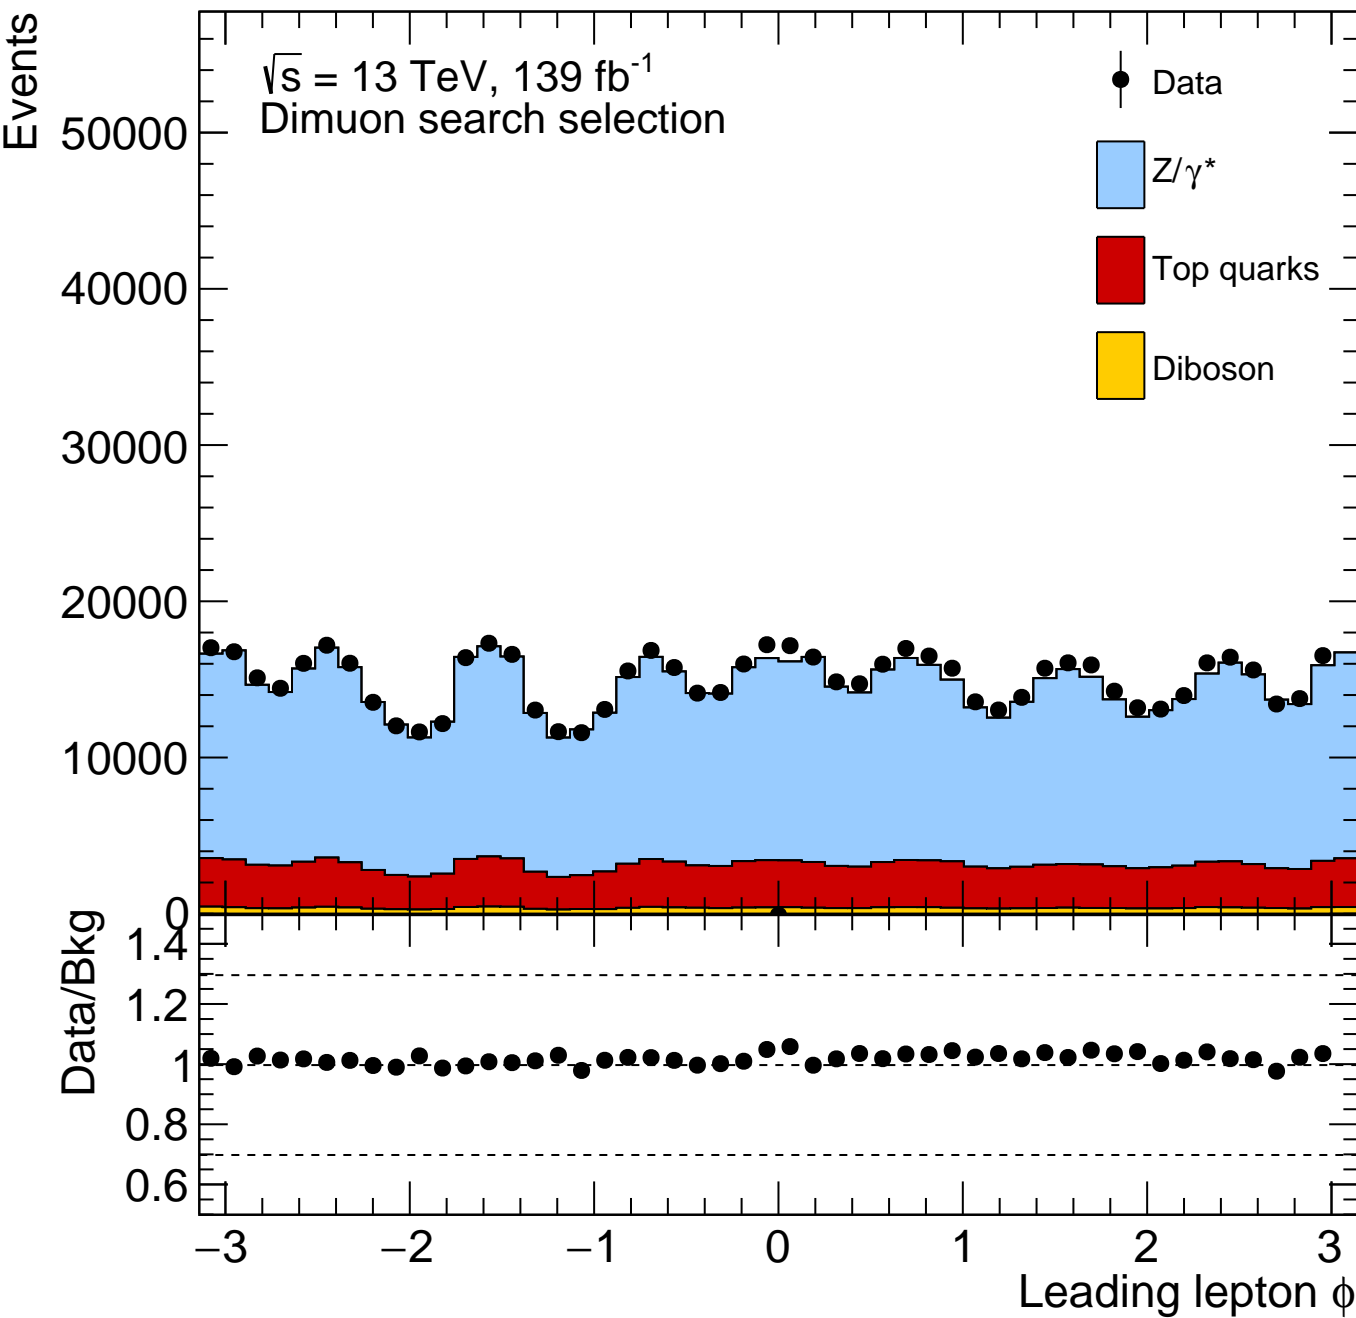 Events
√s = 13 TeV, 139 fb⁻¹
Dimuon search selection
Data
Z/γ*
Top quarks
Diboson
50000
40000
30000
20000
10000
0
Data/Bkg
1.4
1.2
1
0.8
0.6
−3 −2 −1 0 1 2 3
Leading lepton ϕ